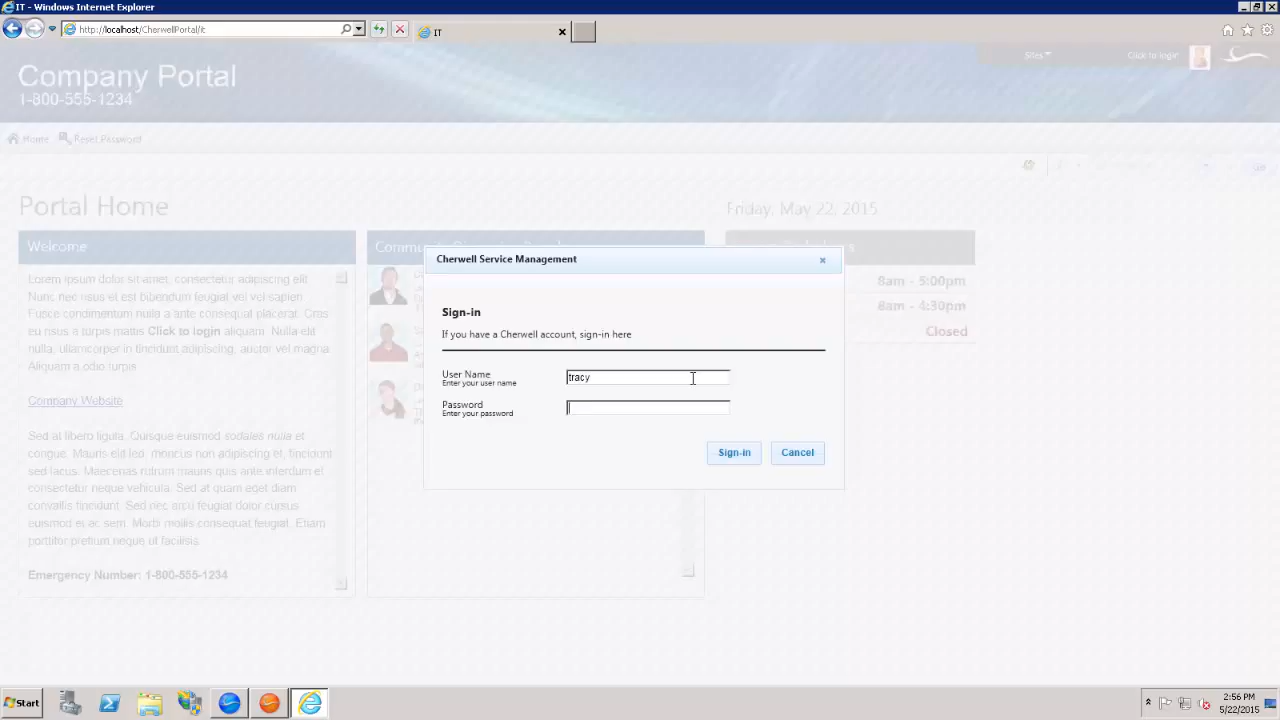 IT - Windows Internet Explorer
http://localhost/CherwellPortal/it
IT
Company Portal
1-800-555-1234
Sites
Click to login
Home
Reset Password
Portal Home
Friday, May 22, 2015
Welcome
Lorem ipsum dolor sit amet, consectetur adipiscing elit
Nunc nec risus et est bibendum feugiat vel vel sapien.
Fusce condimentum nulla a ante consequat placerat. Cras
eu risus a turpis mattis Click to login aliquam. Nulla elit
nulla, ullamcorper in tincidunt adipiscing, auctor vel magna.
Aliquam a odio turpis.
Company Website
Sed at libero ligula. Quisque euismod sodales nulla et
congue. Mauris elit leo, rhoncus non adipiscing et, tincidunt
sed lacus. Maecenas rutrum mauris quis ante interdum et
consectetur neque vehicula. Sed at quam eget diam
convallis tincidunt. Sed nec arcu feugiat dolor cursus
euismod ei ac sem. Morbi mollis consequat feugiat. Etiam
porttitor pretium neque ut facilisis.
Emergency Number: 1-800-555-1234
8am - 5:00pm
8am - 4:30pm
Closed
Cherwell Service Management
Sign-in
If you have a Cherwell account, sign-in here
User Name
Enter your user name
tracy
Password
Enter your password
Sign-in
Cancel
Start
2:56 PM
5/22/2015